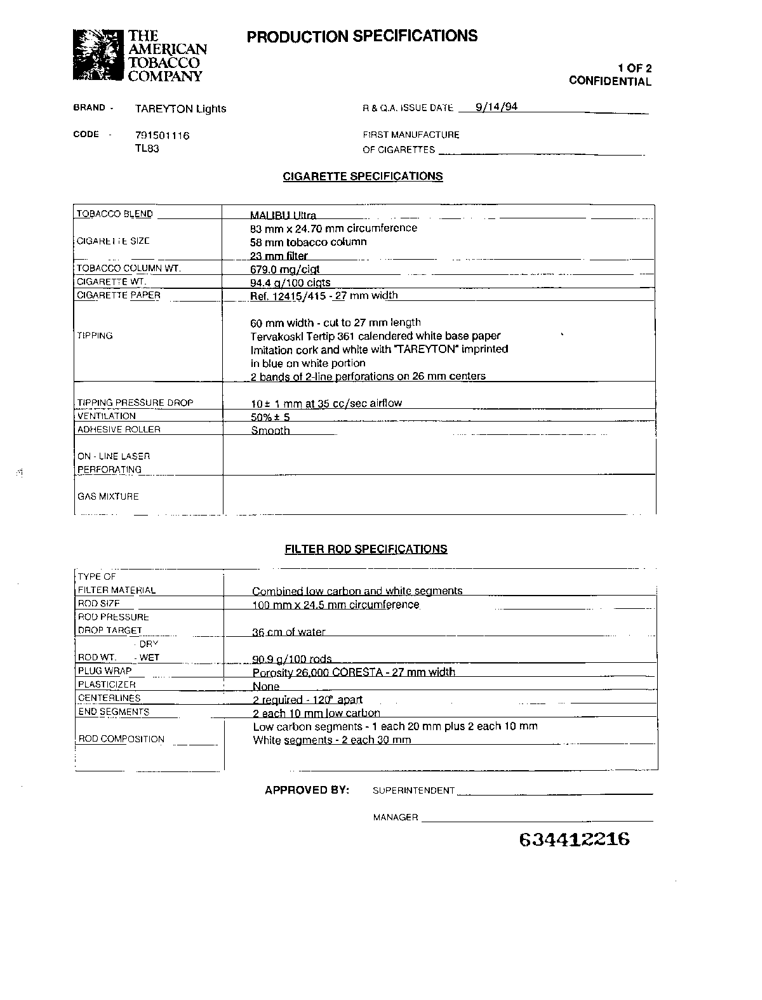 THE
AMERICAN
TOBACCO
COMPANY
PRODUCTION SPECIFICATIONS
1 OF 2
CONFIDENTIAL
BRAND - TAREYTON Lights
R & Q.A. ISSUE DATE 9/14/94
CODE - 791501116
TL83
FIRST MANUFACTURE
OF CIGARETTES
CIGARETTE SPECIFICATIONS
TOBACCO BLEND MALIBU Ultra
83 mm x 24.70 mm circumference
CIGARETTE SIZE 58 mm tobacco column
23 mm filter
TOBACCO COLUMN WT. 679.0 mg/cigt
CIGARETTE WT. 94.4 g/100 cigts
CIGARETTE PAPER Ref. 12415/415 - 27 mm width
60 mm width - cut to 27 mm length
TIPPING Tervakoski Tertip 361 calendered white base paper
Imitation cork and white with "TAREYTON" imprinted
in blue on white portion
2 bands of 2-line perforations on 26 mm centers
TIPPING PRESSURE DROP 10 ± 1 mm at 35 cc/sec airflow
VENTILATION 50% ± 5
ADHESIVE ROLLER Smooth
ON - LINE LASER
PERFORATING
GAS MIXTURE
FILTER ROD SPECIFICATIONS
TYPE OF
FILTER MATERIAL Combined low carbon and white segments
ROD SIZE 100 mm x 24.5 mm circumference
ROD PRESSURE
DROP TARGET 36 cm of water
- DRY
ROD WT. - WET 90.9 g/100 rods
PLUG WRAP Porosity 26,000 CORESTA - 27 mm width
PLASTICIZER None
CENTERLINES 2 required - 120° apart
END SEGMENTS 2 each 10 mm low carbon
Low carbon segments - 1 each 20 mm plus 2 each 10 mm
ROD COMPOSITION White segments - 2 each 30 mm
APPROVED BY: SUPERINTENDENT
MANAGER
634412216